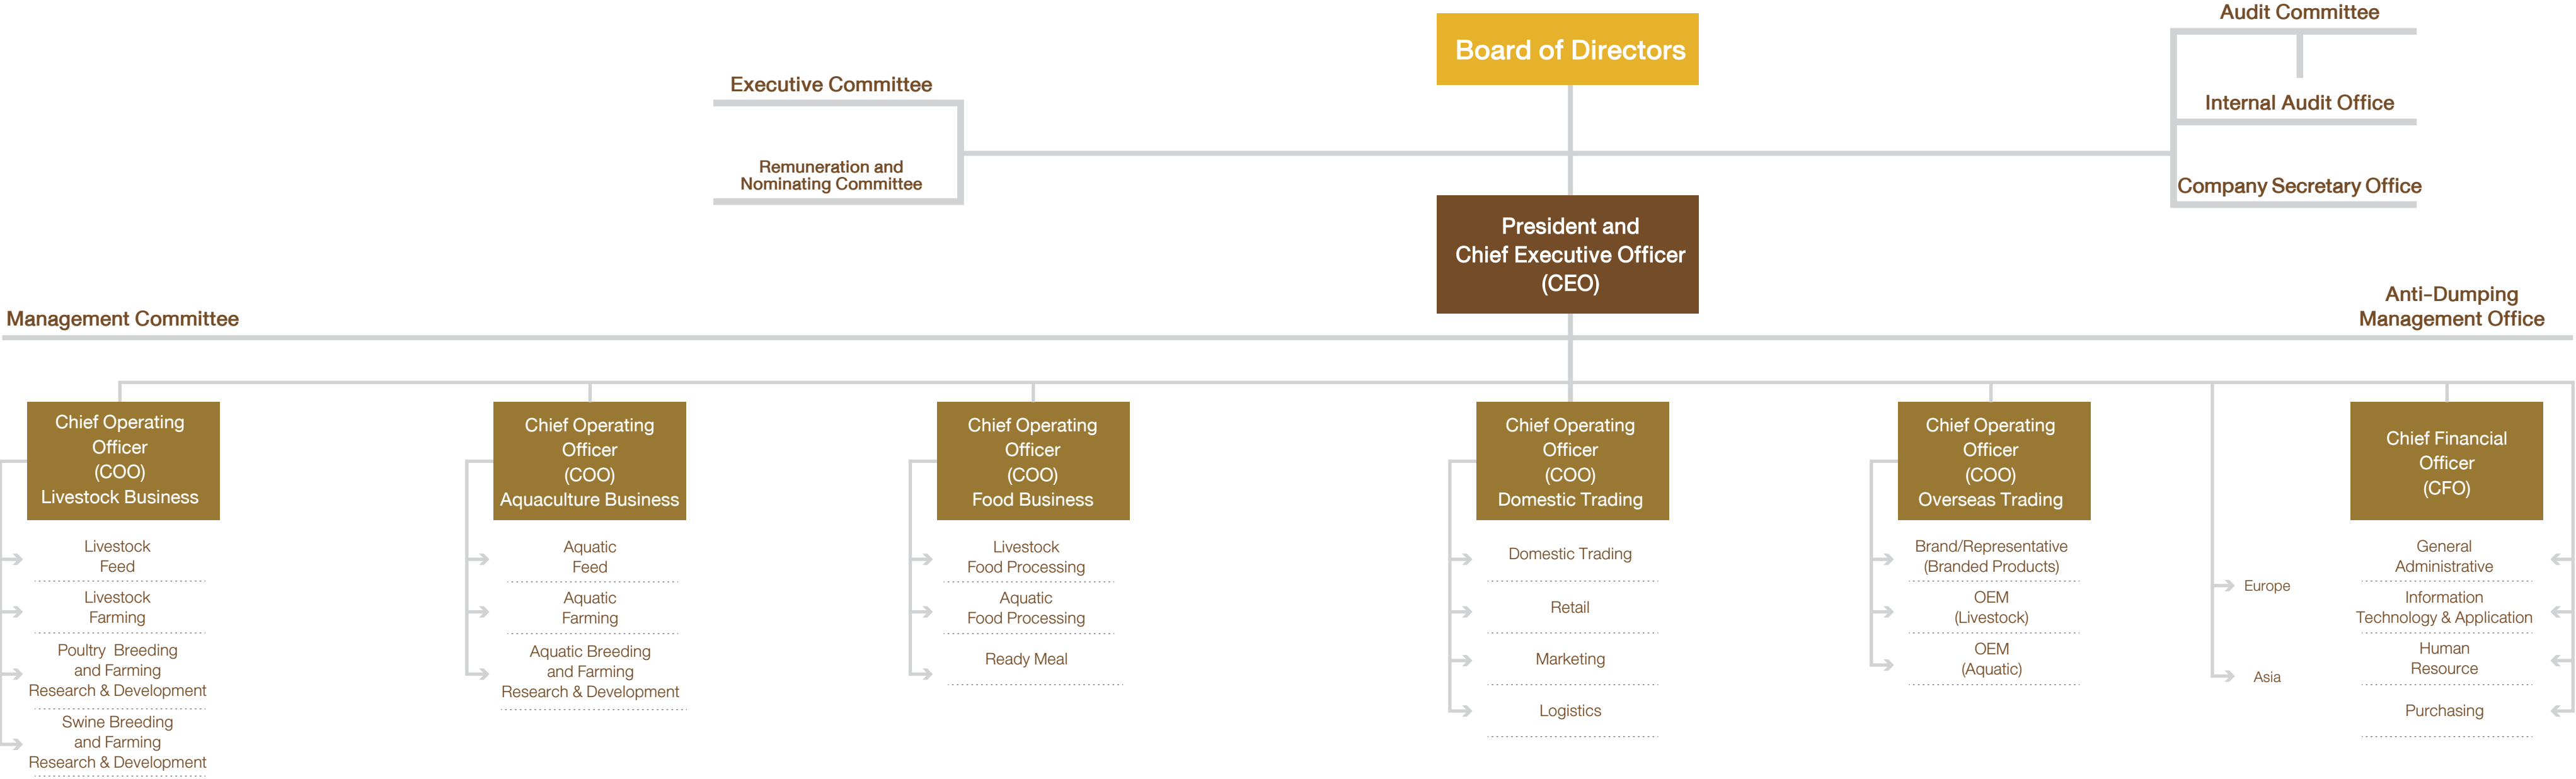 Board of Directors
Audit Committee
Executive Committee
Internal Audit Office
Remuneration and
Nominating Committee
Company Secretary Office
President and
Chief Executive Officer
(CEO)
Management Committee
Anti-Dumping
Management Office
Chief Operating
Officer
(COO)
Livestock Business
Livestock
Feed
Livestock
Farming
Poultry Breeding
and Farming
Research & Development
Swine Breeding
and Farming
Research & Development
Chief Operating
Officer
(COO)
Aquaculture Business
Aquatic
Feed
Aquatic
Farming
Aquatic Breeding
and Farming
Research & Development
Chief Operating
Officer
(COO)
Food Business
Livestock
Food Processing
Aquatic
Food Processing
Ready Meal
Chief Operating
Officer
(COO)
Domestic Trading
Domestic Trading
Retail
Marketing
Logistics
Chief Operating
Officer
(COO)
Overseas Trading
Brand/Representative
(Branded Products)
OEM
(Livestock)
OEM
(Aquatic)
Europe
Asia
Chief Financial
Officer
(CFO)
General
Administrative
Information
Technology & Application
Human
Resource
Purchasing